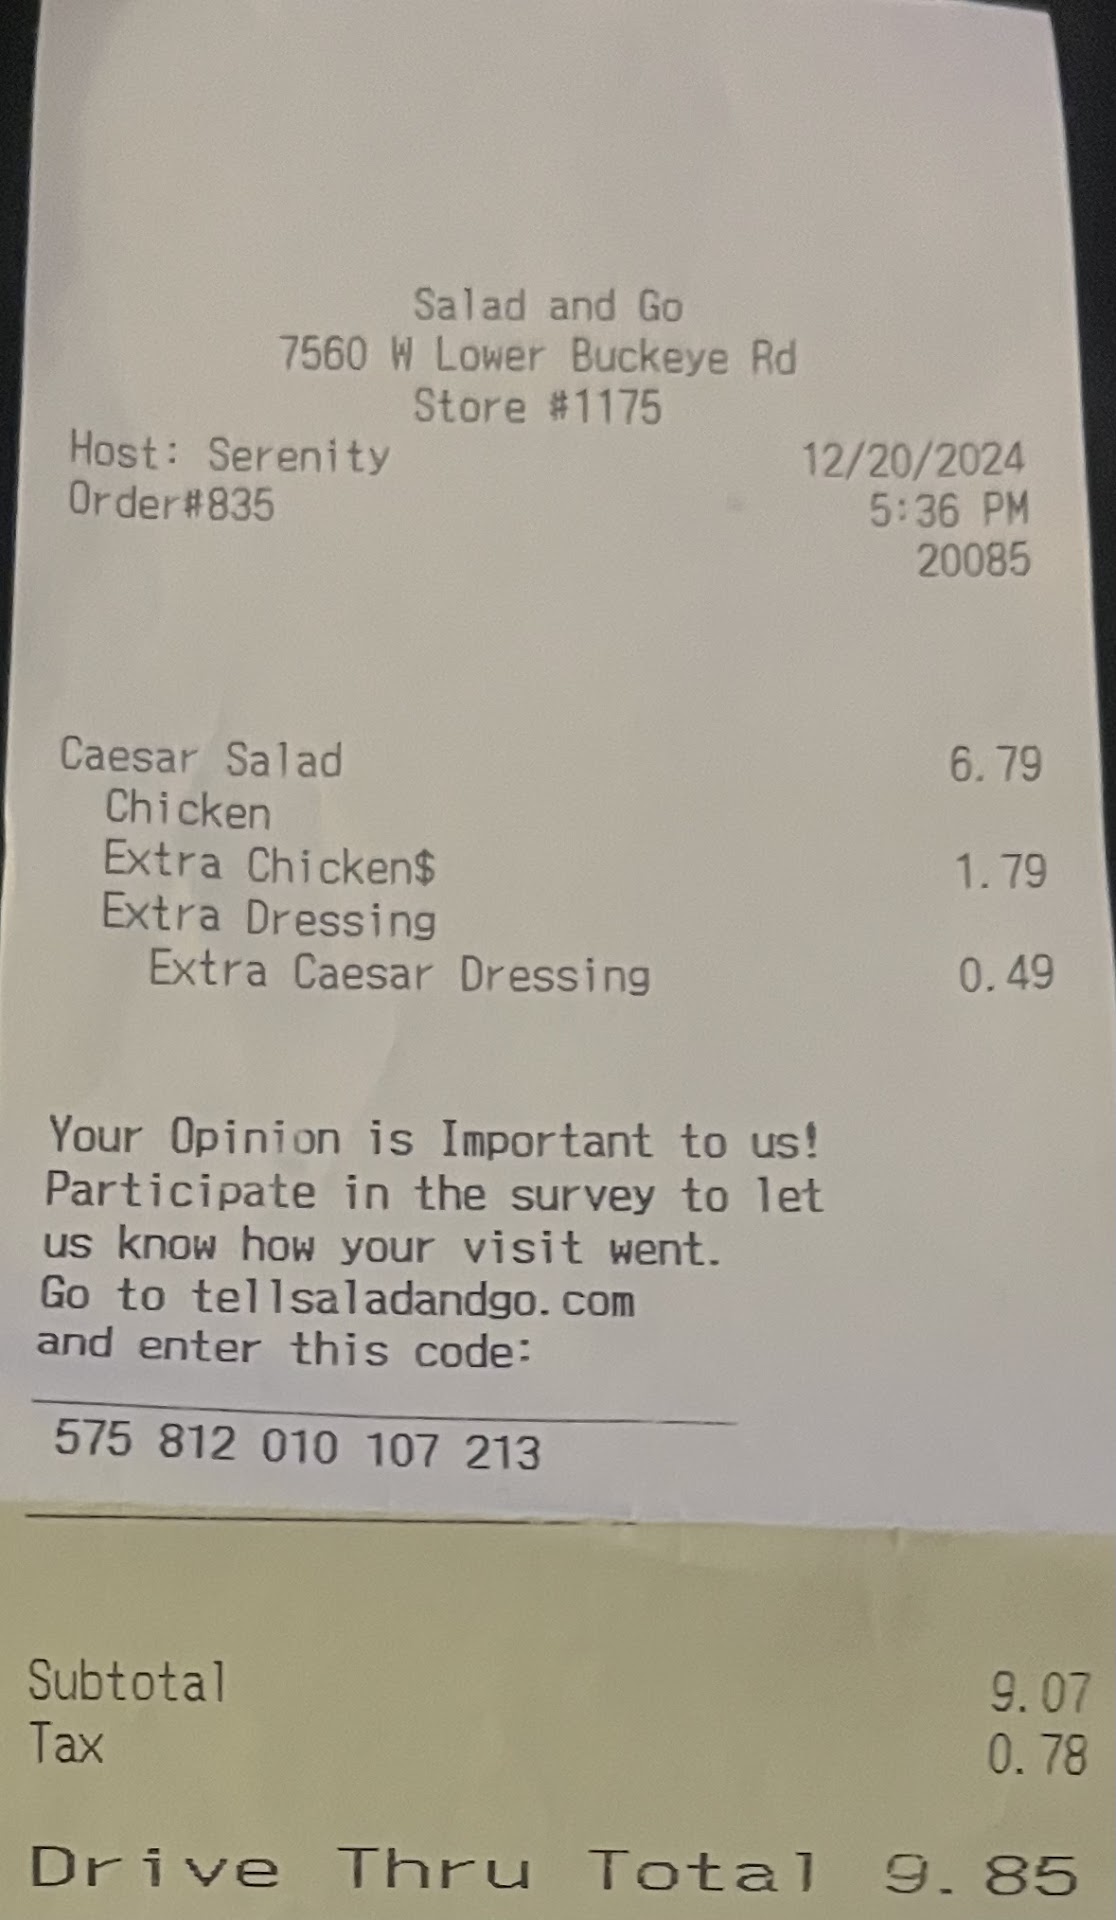 Salad and Go
7560 W Lower Buckeye Rd
Store #1175
Host: Serenity 12/20/2024
Order#835 5:36 PM
20085
Caesar Salad 6.79
Chicken
Extra Chicken$ 1.79
Extra Dressing
Extra Caesar Dressing 0.49
Your Opinion is Important to us!
Participate in the survey to let
us know how your visit went.
Go to tellsaladandgo.com
and enter this code:
575 812 010 107 213
Subtotal 9.07
Tax 0.78
Drive Thru Total 9.85